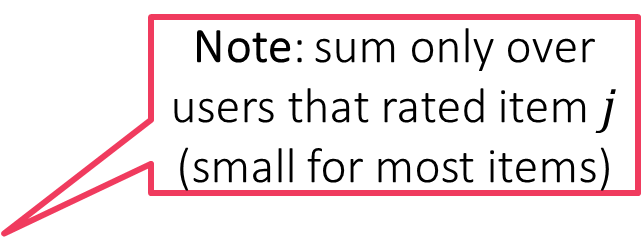 Note: sum only over
users that rated item j
(small for most items)